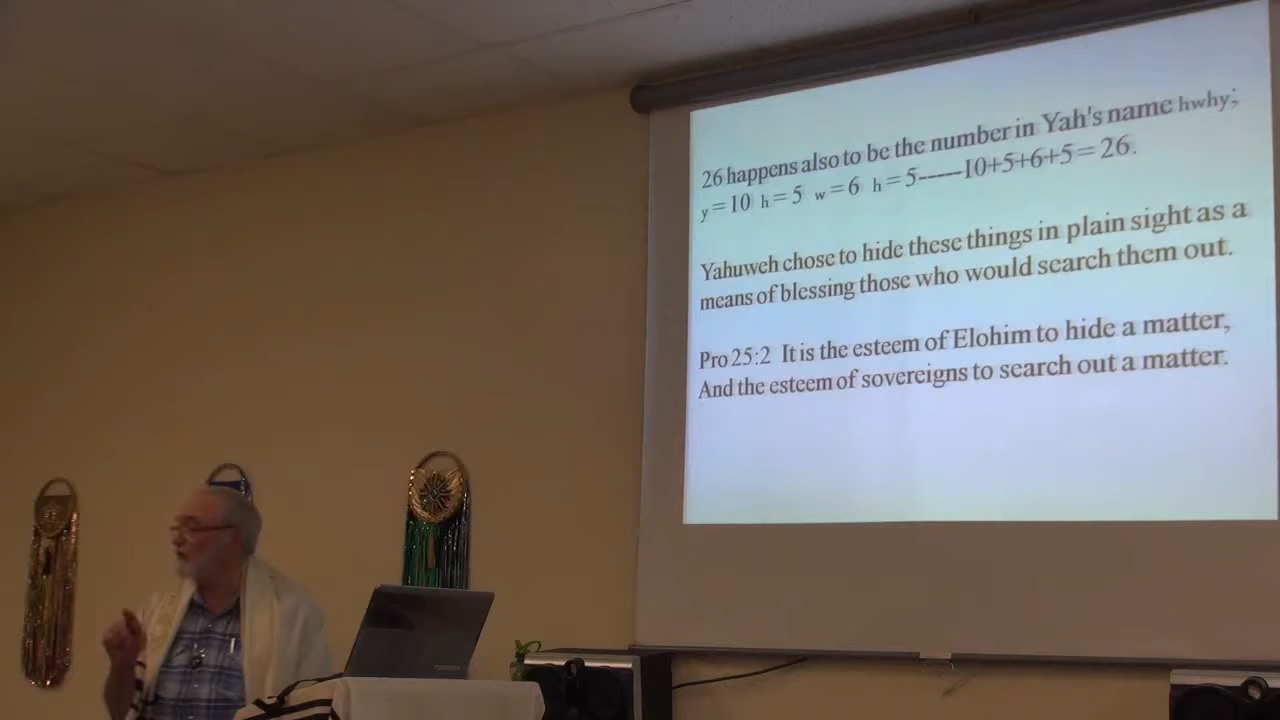 26 happens also to be the number in Yah's name hwhy;
y=10 h=5 w=6 h=5-----10+5+6+5=26.
Yahuweh chose to hide these things in plain sight as a
means of blessing those who would search them out.
Pro 25:2 It is the esteem of Elohim to hide a matter,
And the esteem of sovereigns to search out a matter.